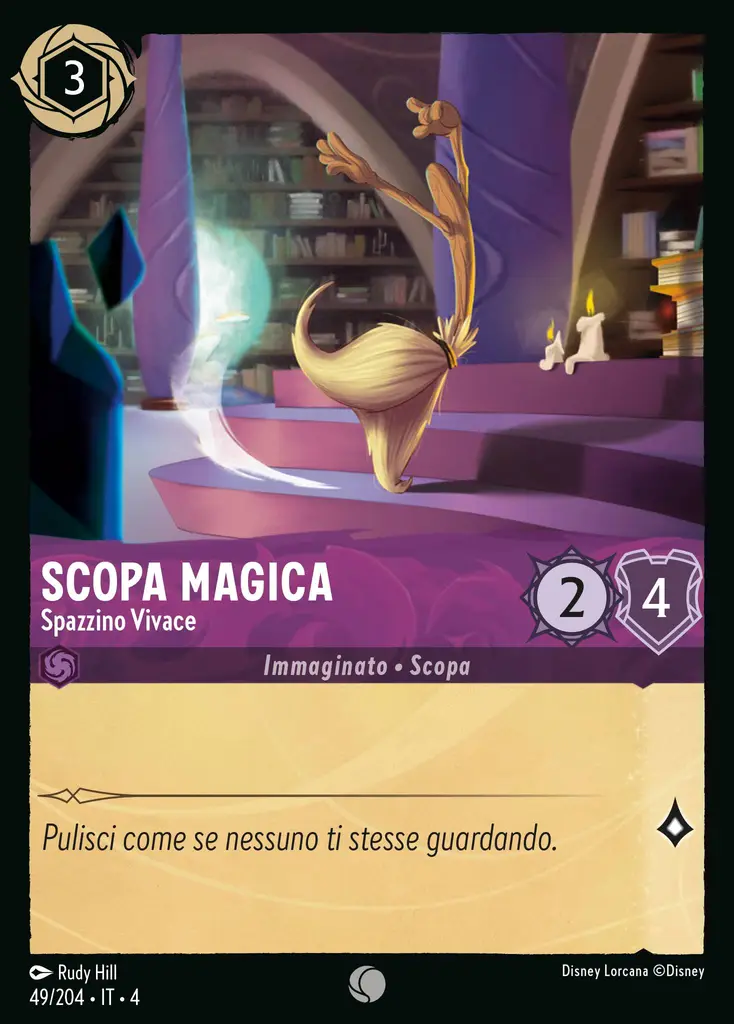 3
SCOPA MAGICA
Spazzino Vivace
2
4
Immaginato • Scopa
Pulisci come se nessuno ti stesse guardando.
Rudy Hill
Disney Lorcana ©Disney
49/204 • IT • 4